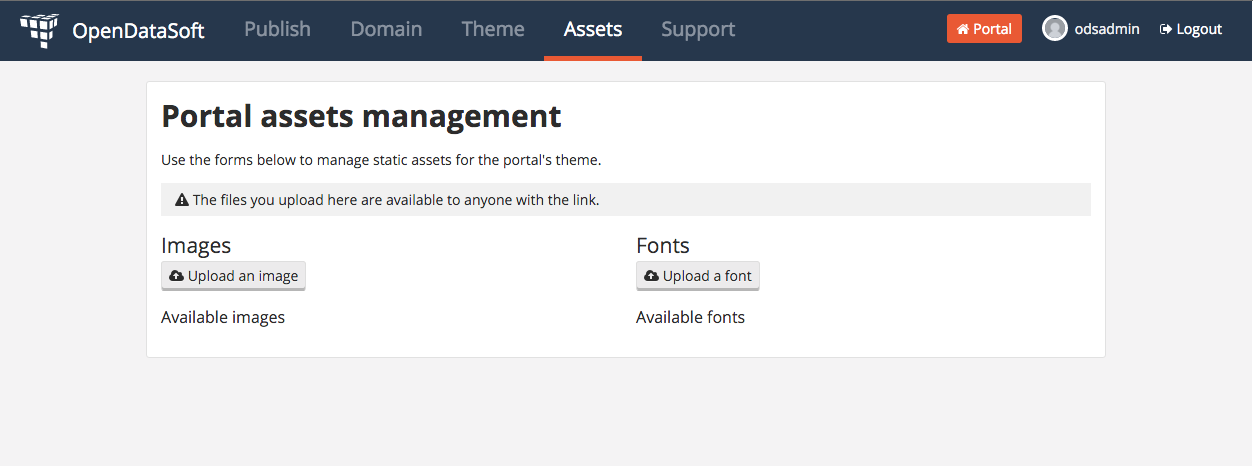 OpenDataSoft Publish Domain Theme Assets Support Portal odsadmin Logout
Portal assets management
Use the forms below to manage static assets for the portal's theme.
The files you upload here are available to anyone with the link.
Images
Upload an image
Available images
Fonts
Upload a font
Available fonts